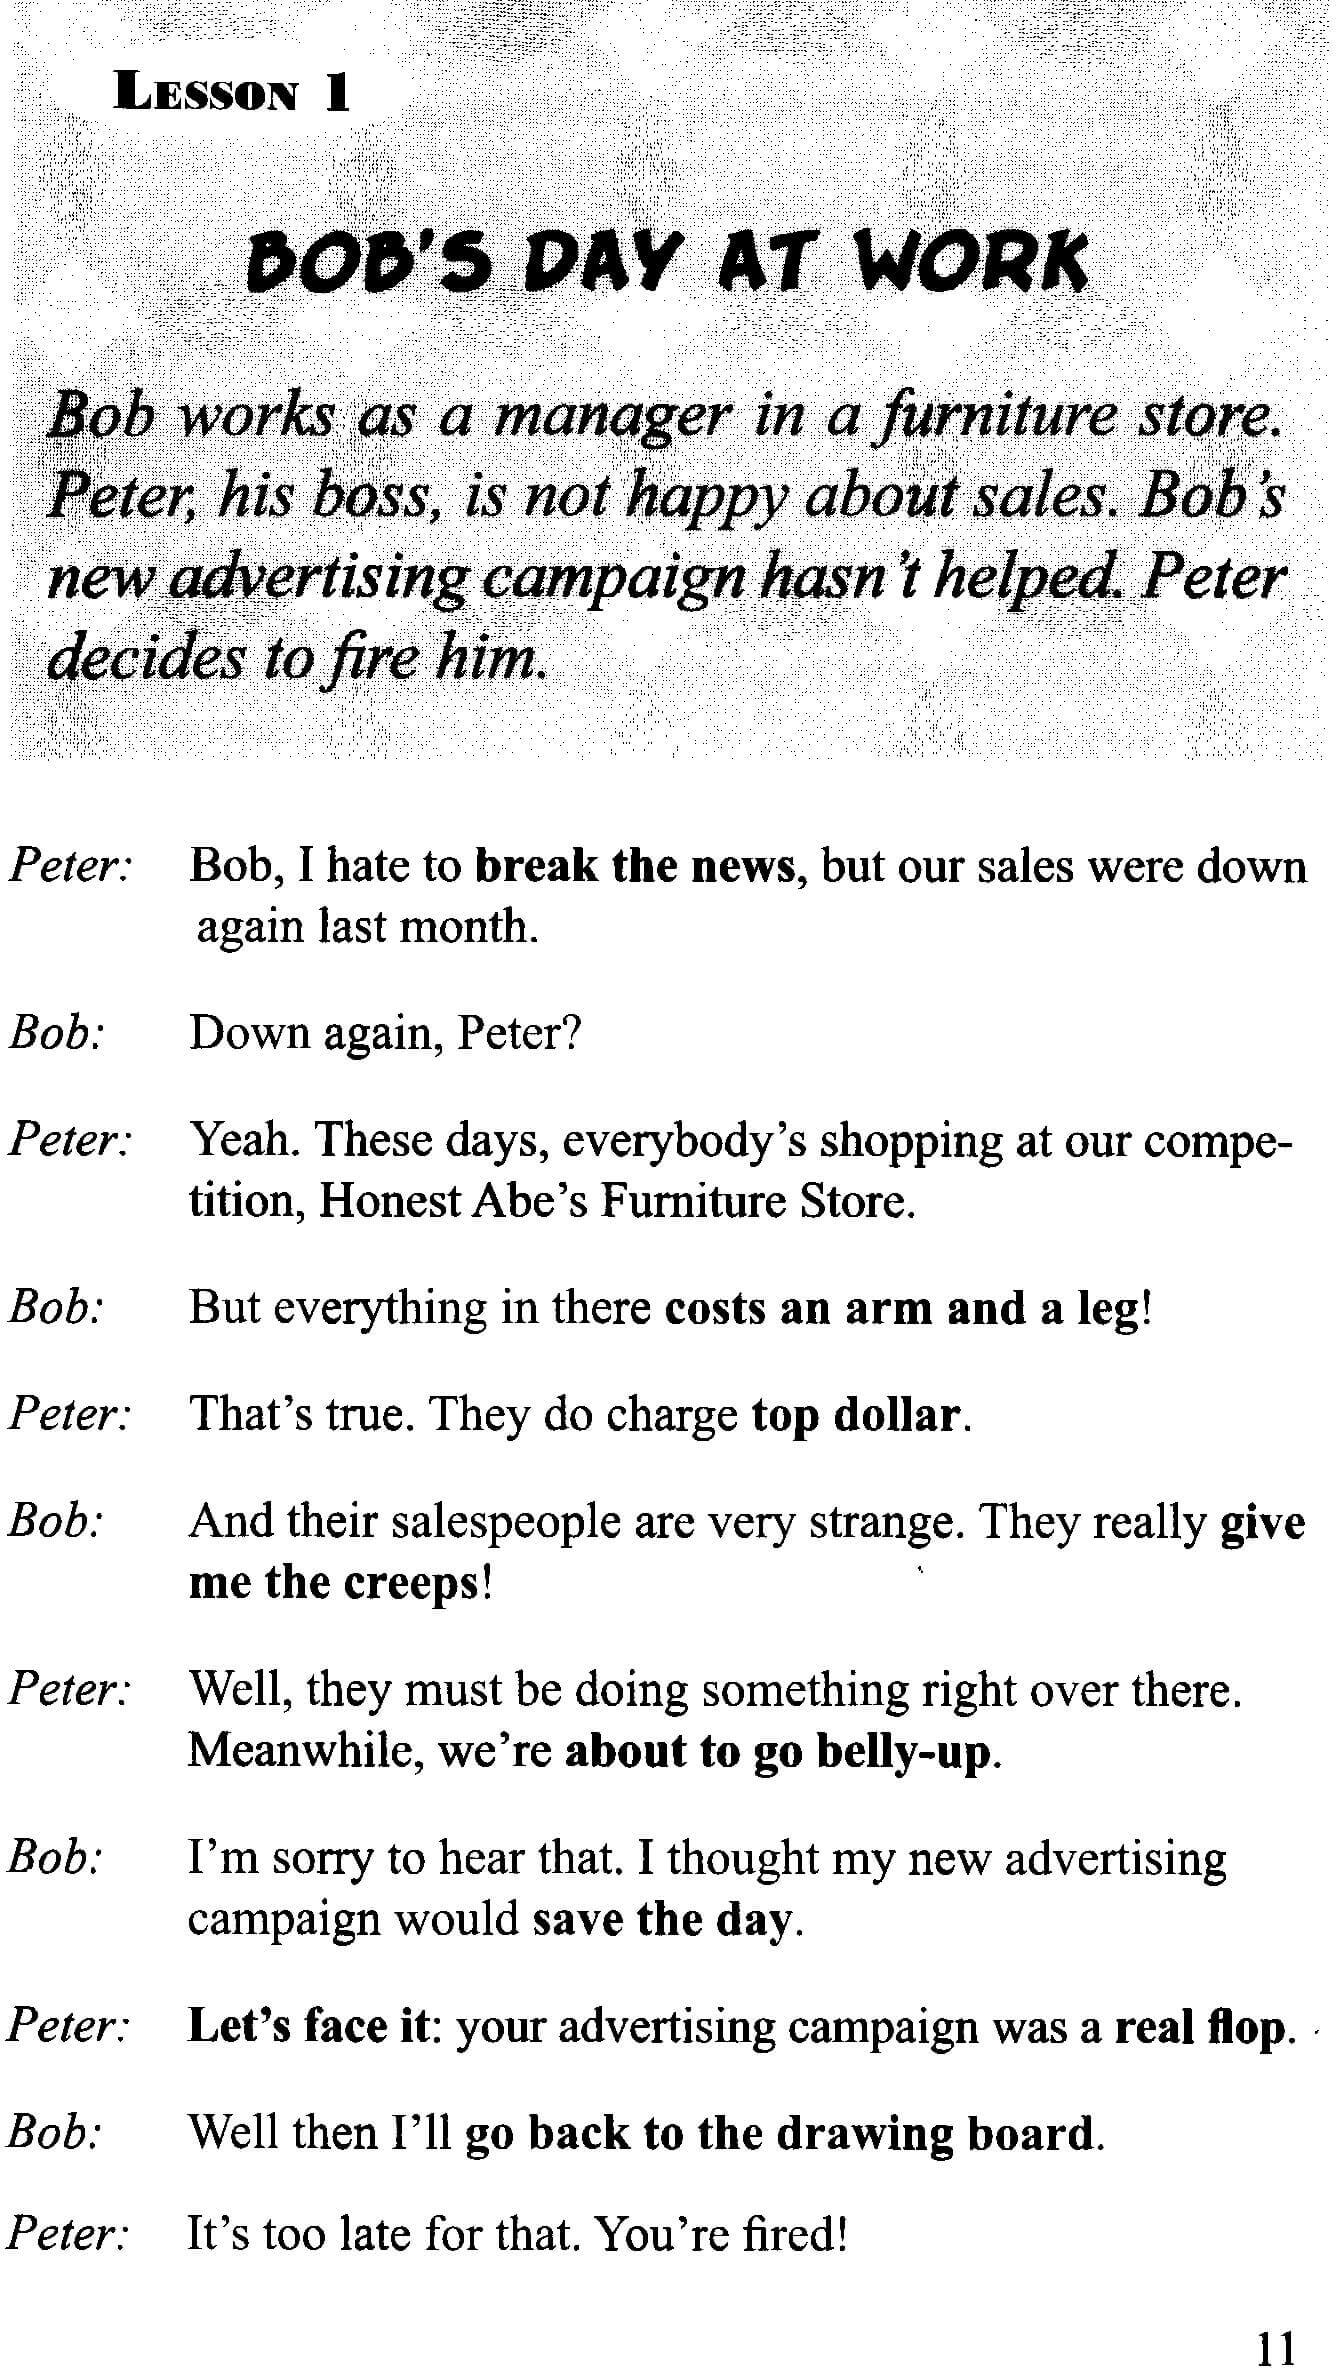 LESSON 1
BOB'S DAY AT WORK
Bob works as a manager in a furniture store.
Peter, his boss, is not happy about sales. Bob's
new advertising campaign hasn't helped. Peter
decides to fire him.
Peter: Bob, I hate to break the news, but our sales were down
again last month.
Bob: Down again, Peter?
Peter: Yeah. These days, everybody's shopping at our compe-
tition, Honest Abe's Furniture Store.
Bob: But everything in there costs an arm and a leg!
Peter: That's true. They do charge top dollar.
Bob: And their salespeople are very strange. They really give
me the creeps!
Peter: Well, they must be doing something right over there.
Meanwhile, we're about to go belly-up.
Bob: I'm sorry to hear that. I thought my new advertising
campaign would save the day.
Peter: Let's face it: your advertising campaign was a real flop.
Bob: Well then I'll go back to the drawing board.
Peter: It's too late for that. You're fired!
11